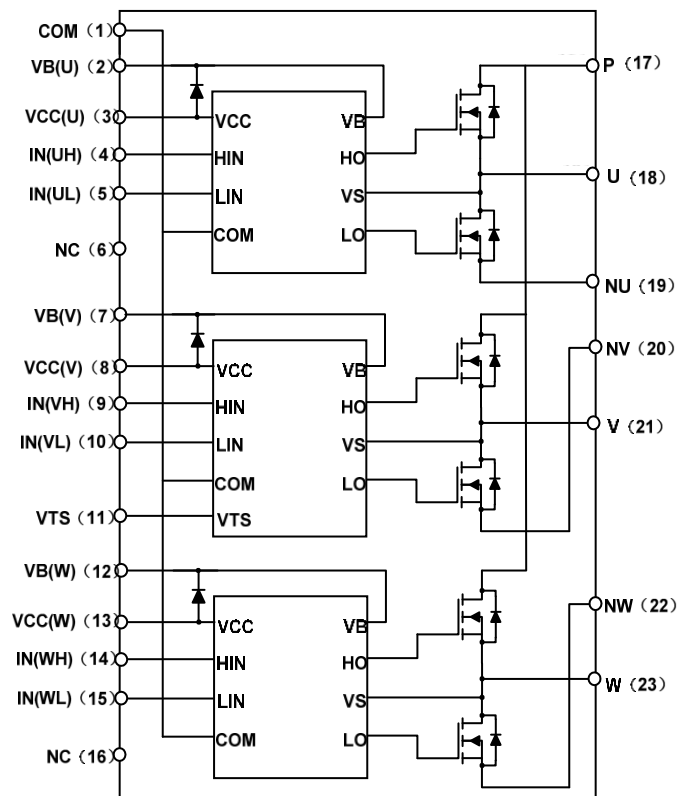 COM (1)
VB(U) (2)
VCC(U) (3)
IN(UH) (4)
IN(UL) (5)
NC (6)
VB(V) (7)
VCC(V) (8)
IN(VH) (9)
IN(VL) (10)
VTS (11)
VB(W) (12)
VCC(W) (13)
IN(WH) (14)
IN(WL) (15)
NC (16)
VCC VB
HIN HO
LIN VS
COM LO
VCC VB
HIN HO
LIN VS
COM LO
VTS
VCC VB
HIN HO
LIN VS
COM LO
P (17)
U (18)
NU (19)
NV (20)
V (21)
NW (22)
W (23)